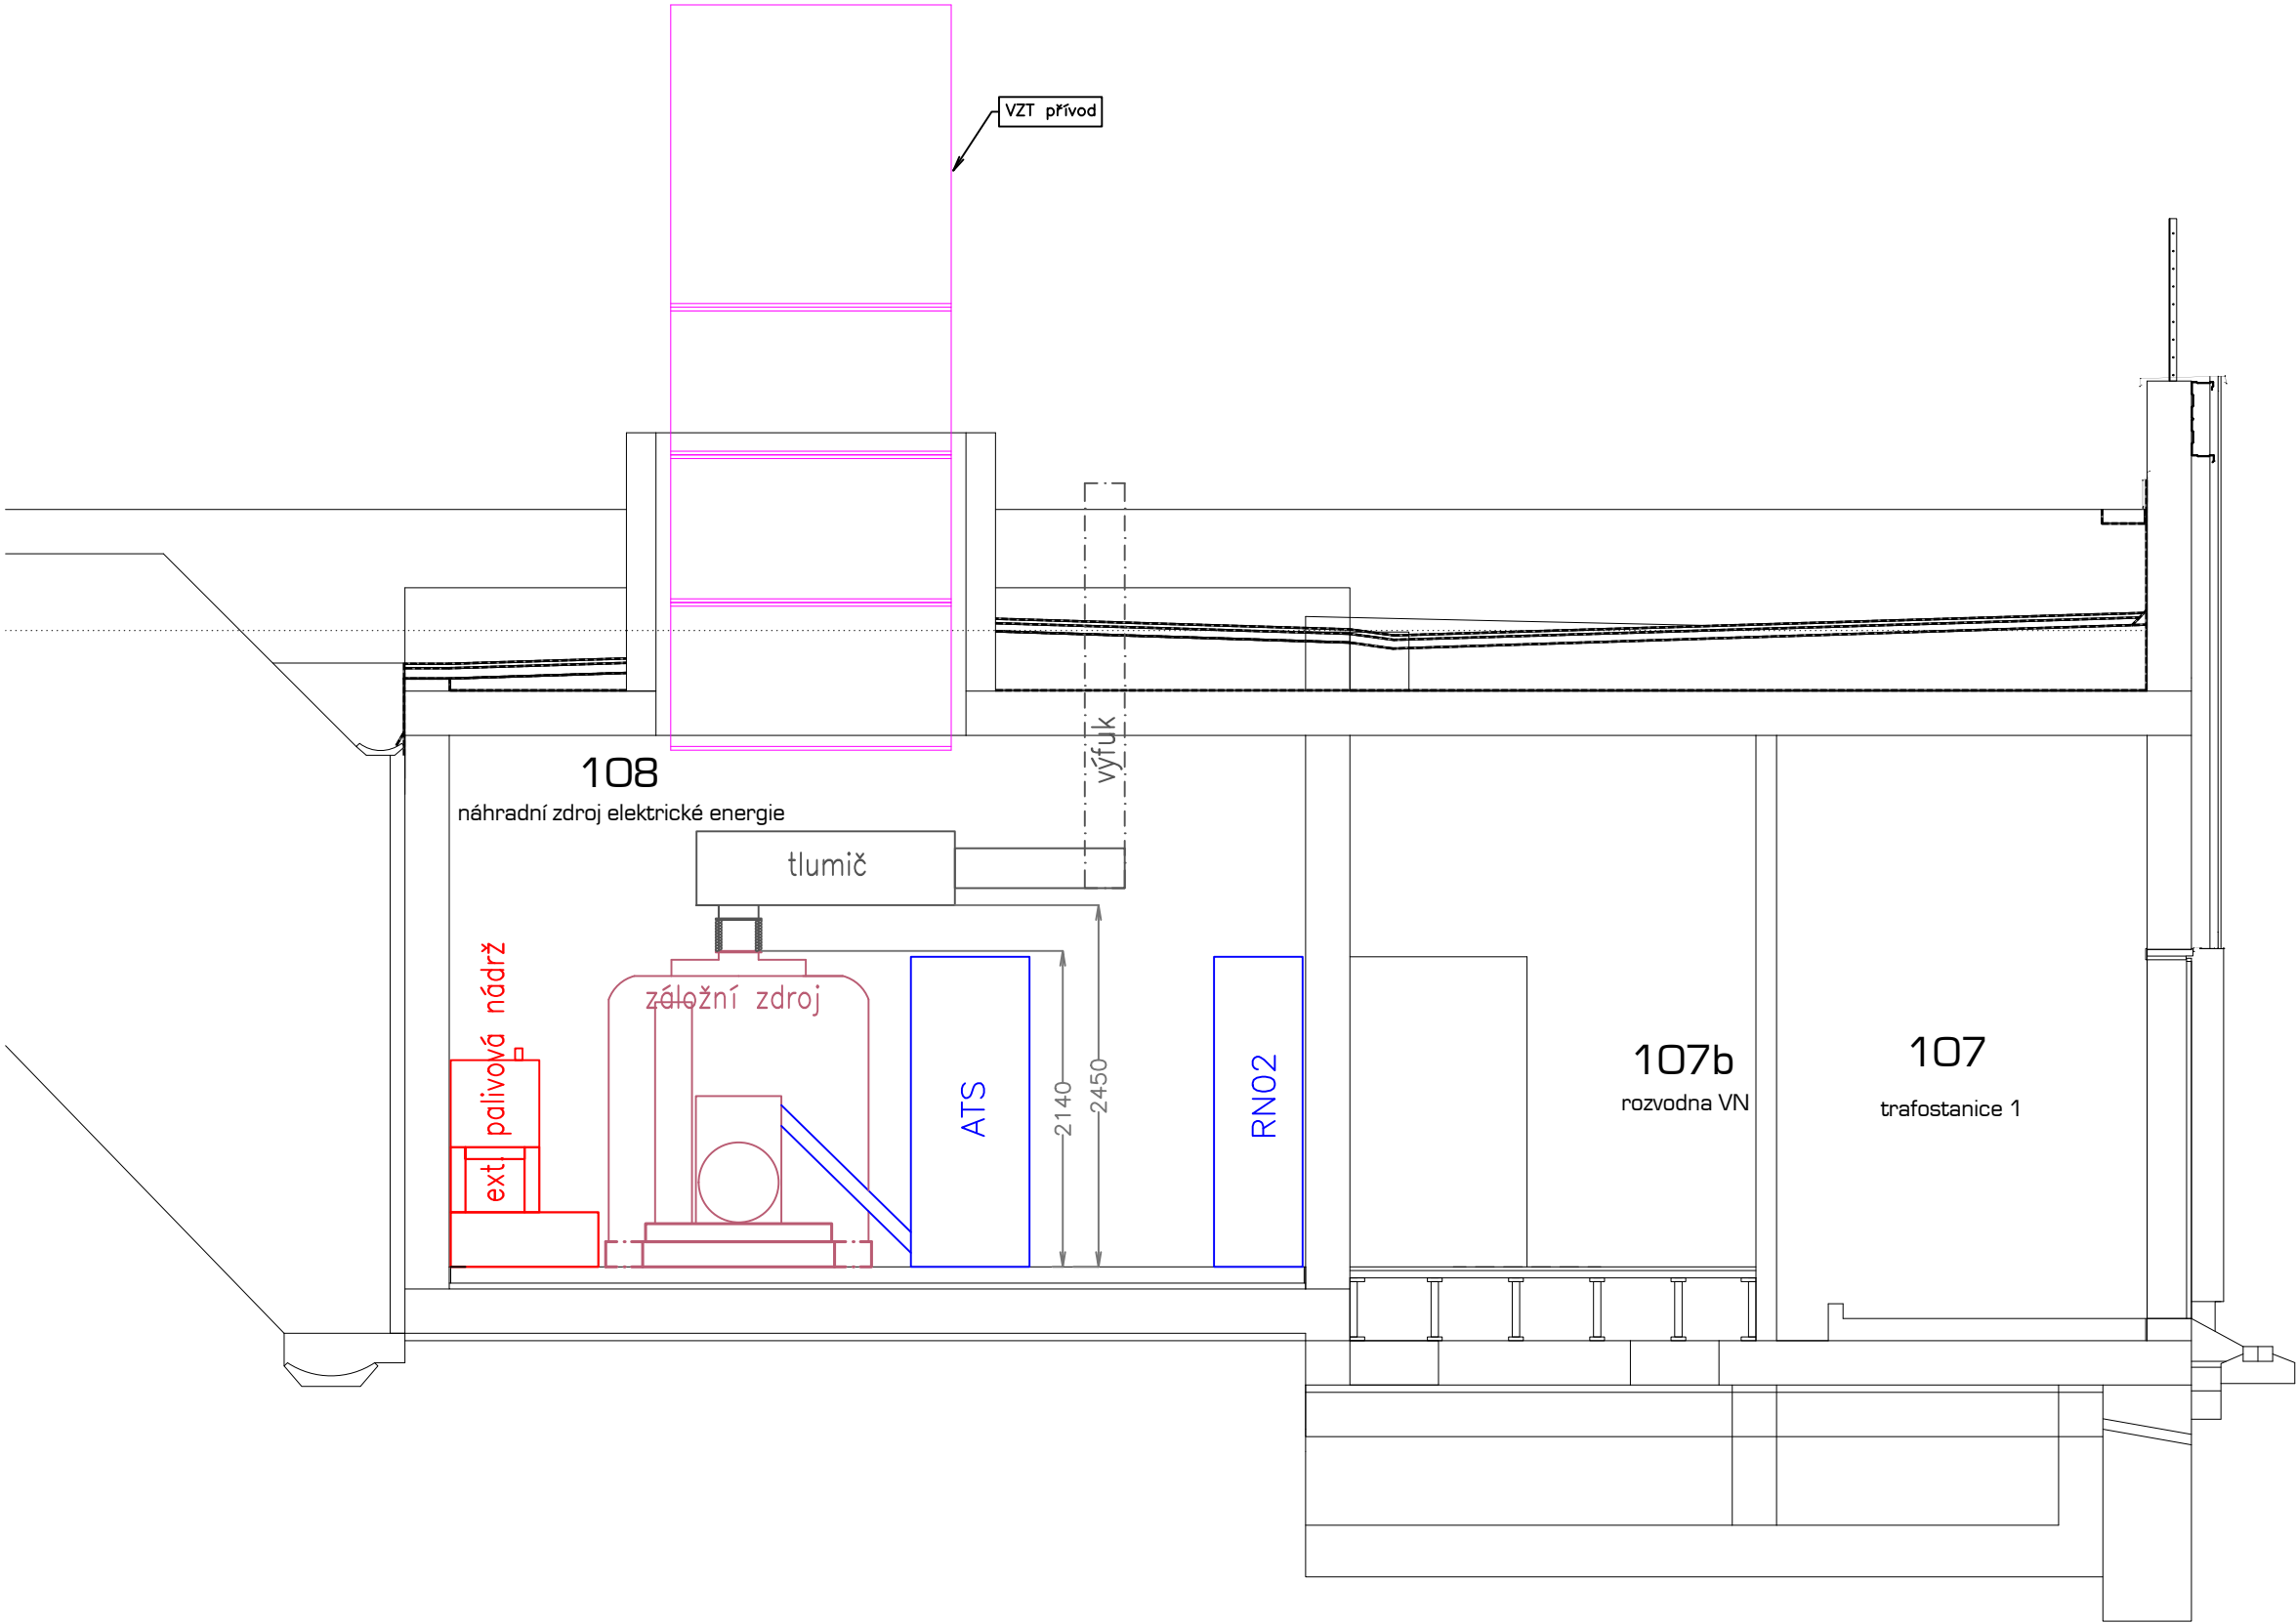 VZT přívod
výfuk
108
náhradní zdroj elektrické energie
tlumič
ext. palivová nádrž
záložní zdroj
ATS
2140
2450
RN02
107b
rozvodna VN
107
trafostanice 1